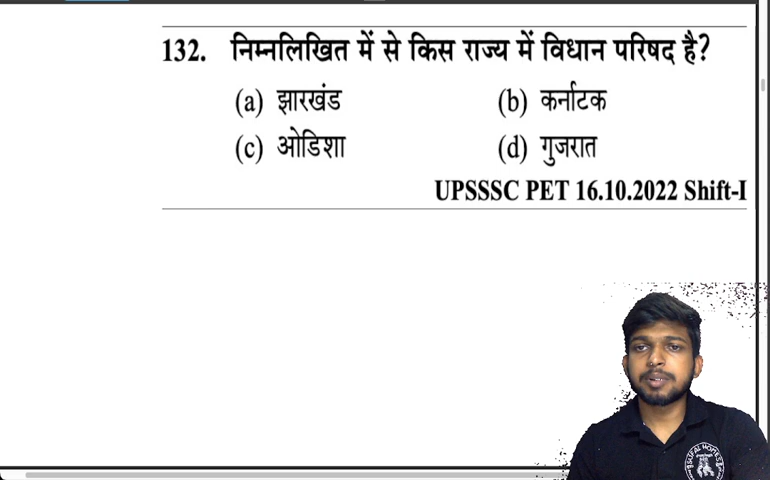 132. निम्नलिखित में से किस राज्य में विधान परिषद है?
(a) झारखंड (b) कर्नाटक
(c) ओडिशा (d) गुजरात
UPSSSC PET 16.10.2022 Shift-I